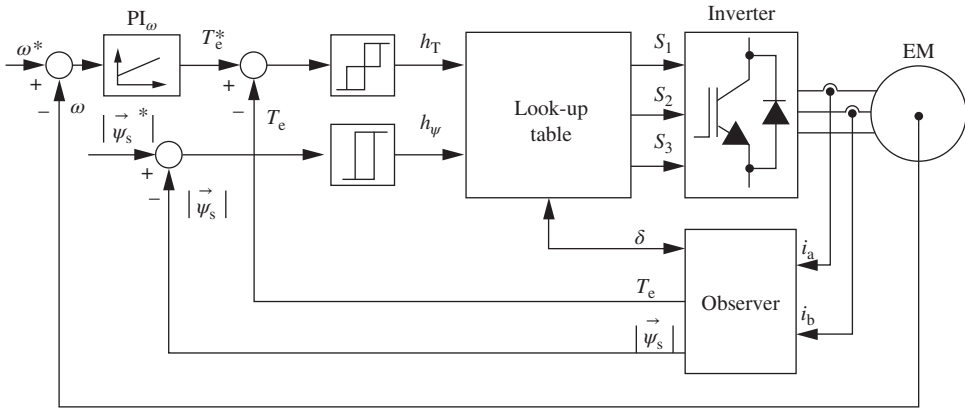 PIω
Inverter
ω*
Te*
hT
S1
EM
+
+
−
ω
−
Te
Look-up
table
S2
|ψs→*|
hψ
S3
+
−
|ψs→|
δ
ia
Te
Observer
|ψs→|
ib
−